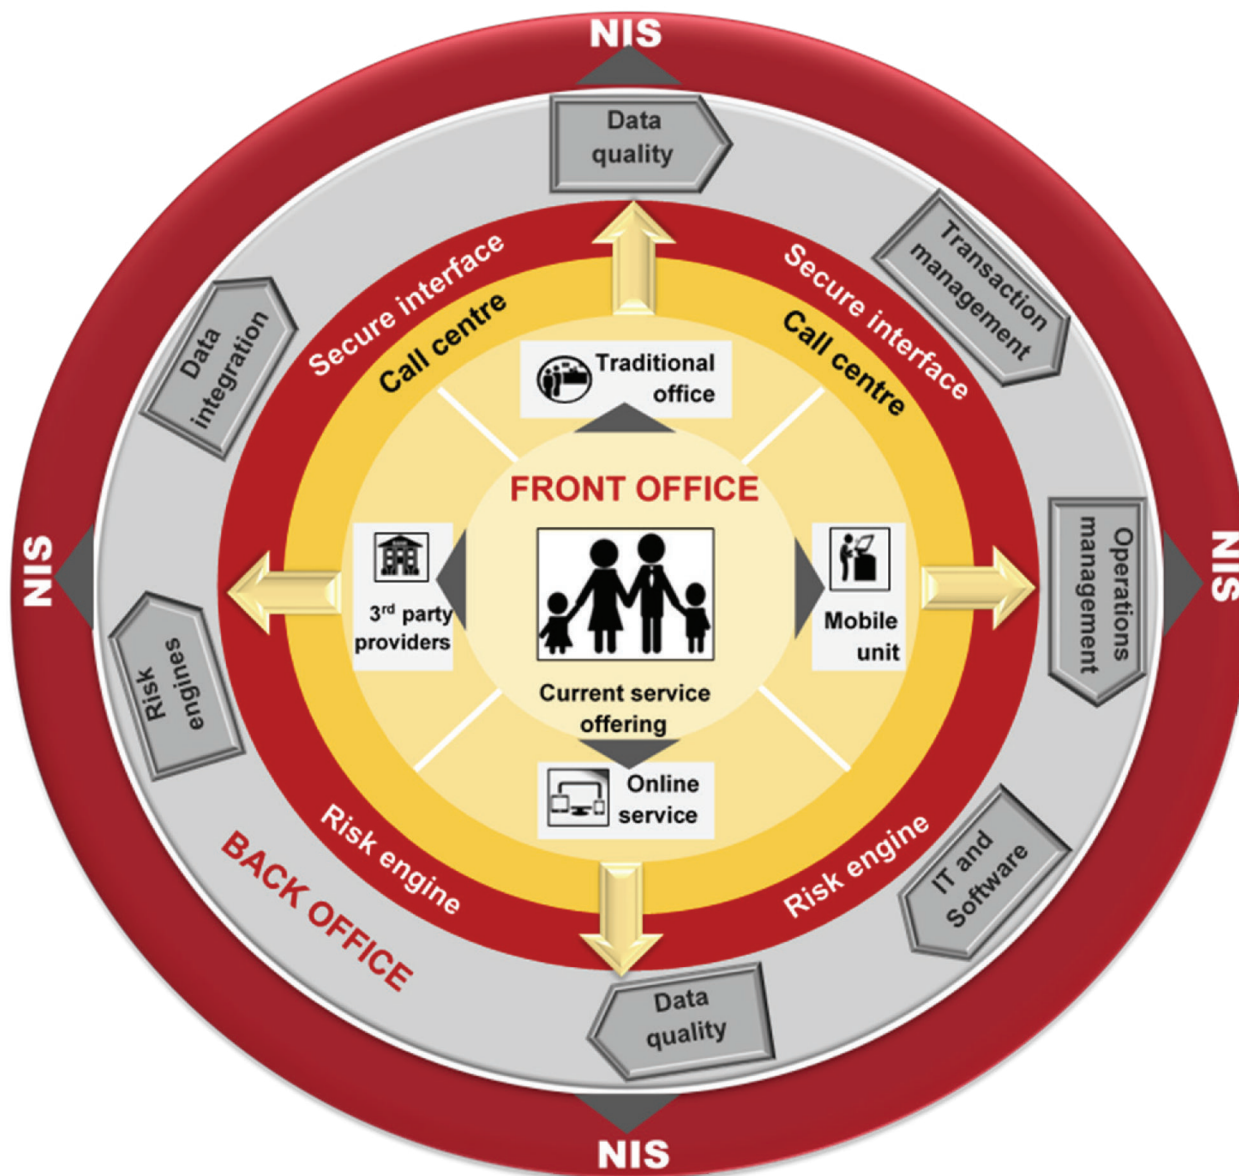 NIS
Data
quality
Transaction
management
Data
integration
Secure interface
Secure interface
Call centre
Call centre
Traditional
office
FRONT OFFICE
NIS
NIS
Operations
management
3rd party
providers
Mobile
unit
Risk
engines
Current service
offering
Online
service
Risk engine
Risk engine
IT and
Software
BACK OFFICE
Data
quality
NIS